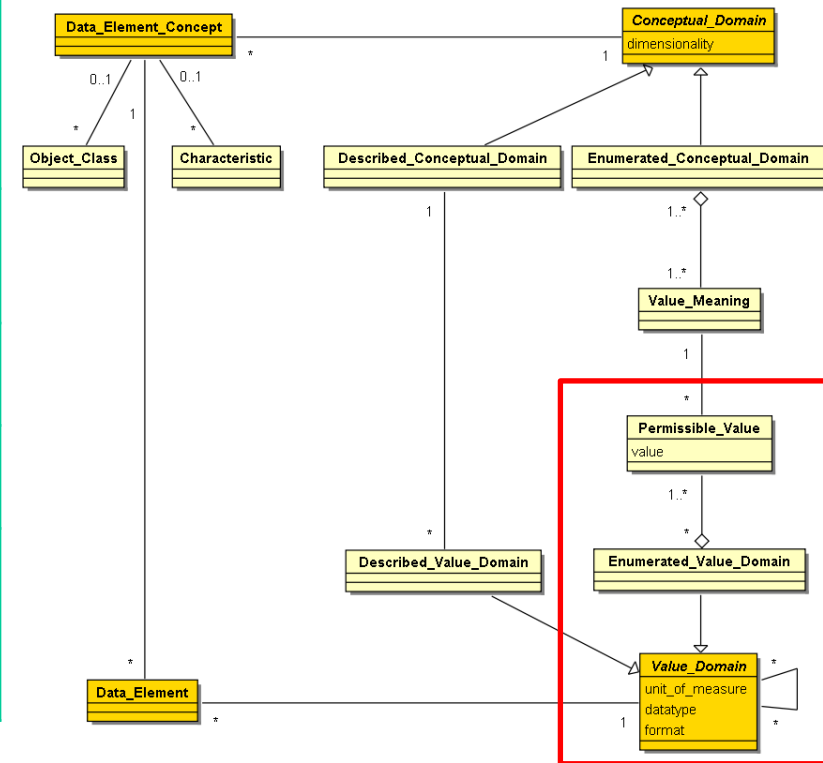 Data_Element_Concept
Conceptual_Domain
dimensionality
*
1
0..1
0..1
1
*
*
Object_Class
Characteristic
Described_Conceptual_Domain
Enumerated_Conceptual_Domain
1
1..*
1..*
Value_Meaning
1
*
Permissible_Value
value
1..*
*
*
Described_Value_Domain
Enumerated_Value_Domain
*
Data_Element
*
1
Value_Domain
unit_of_measure
datatype
format
*
*